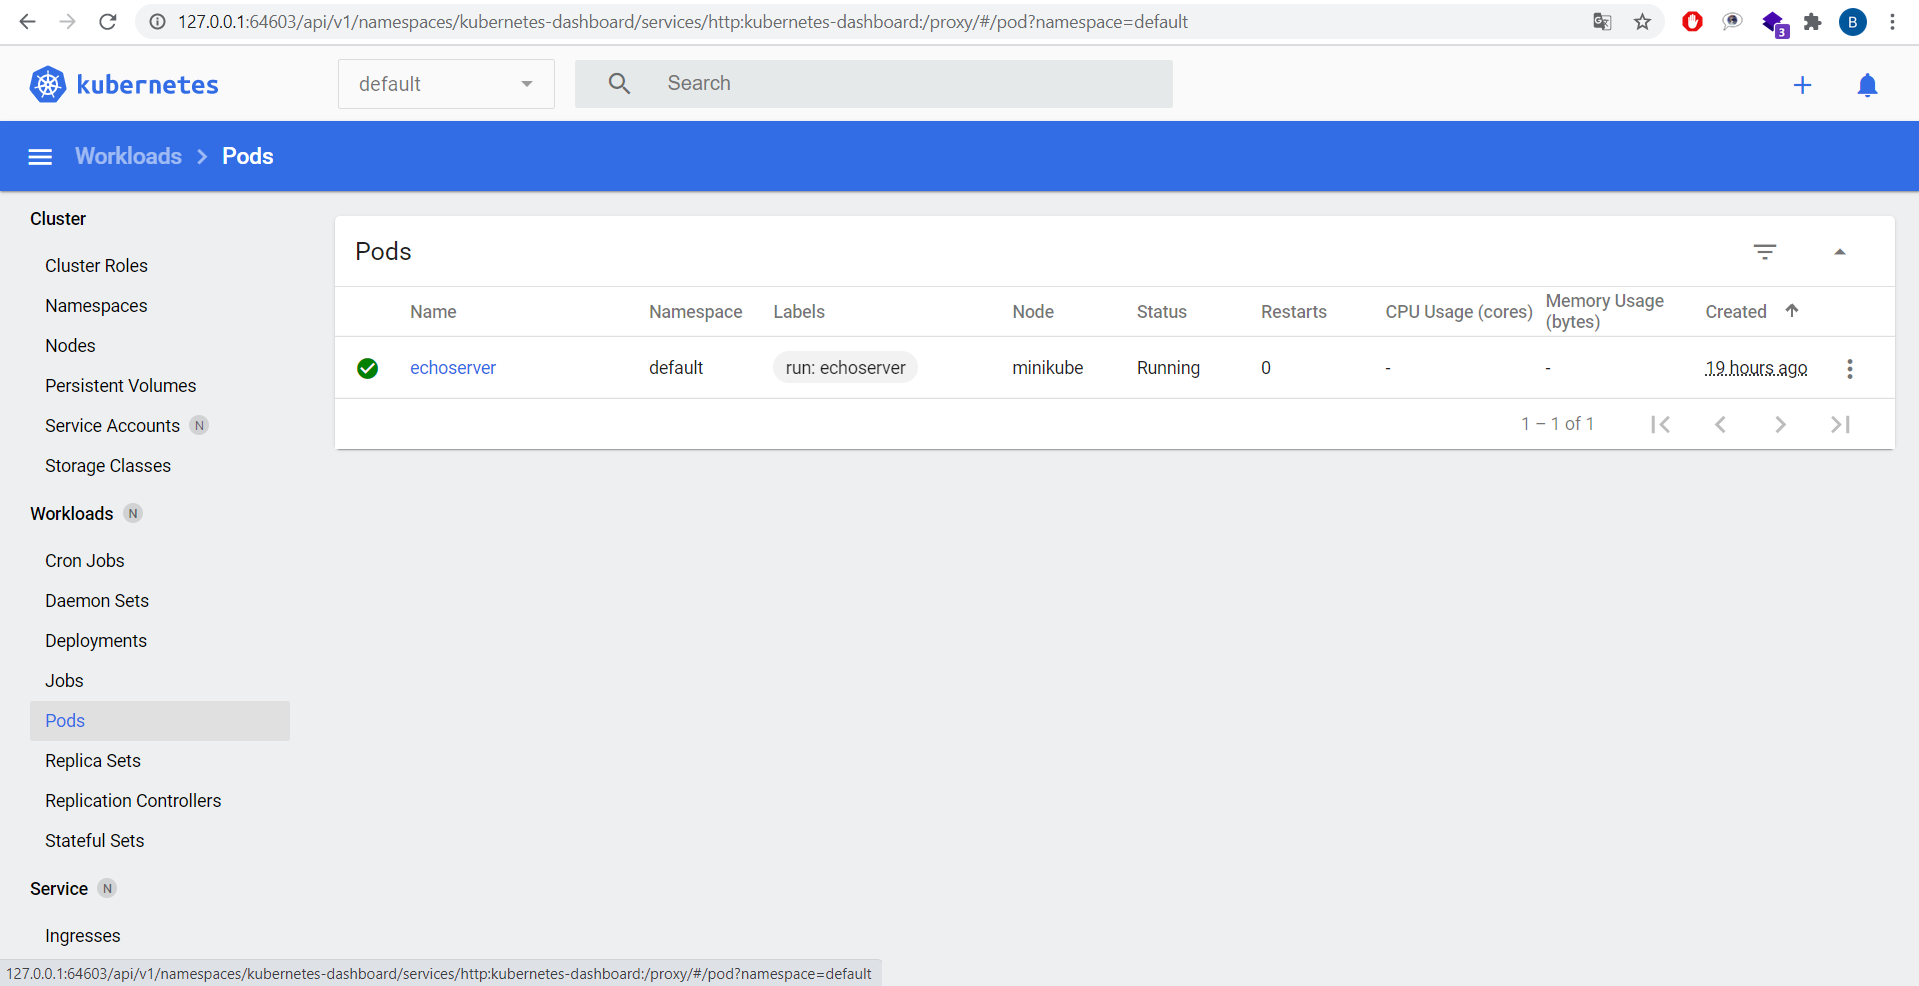 127.0.0.1:64603/api/v1/namespaces/kubernetes-dashboard/services/http:kubernetes-dashboard:/proxy/#/pod?namespace=default
3
B
kubernetes
default
Search
Workloads > Pods
Cluster
Cluster Roles
Namespaces
Nodes
Persistent Volumes
Service Accounts N
Storage Classes
Workloads N
Cron Jobs
Daemon Sets
Deployments
Jobs
Pods
Replica Sets
Replication Controllers
Stateful Sets
Service N
Ingresses
Pods
Name Namespace Labels Node Status Restarts CPU Usage (cores) Memory Usage (bytes) Created
echoserver default run: echoserver minikube Running 0 - - 19 hours ago
1 – 1 of 1
127.0.0.1:64603/api/v1/namespaces/kubernetes-dashboard/services/http:kubernetes-dashboard:/proxy/#/pod?namespace=default